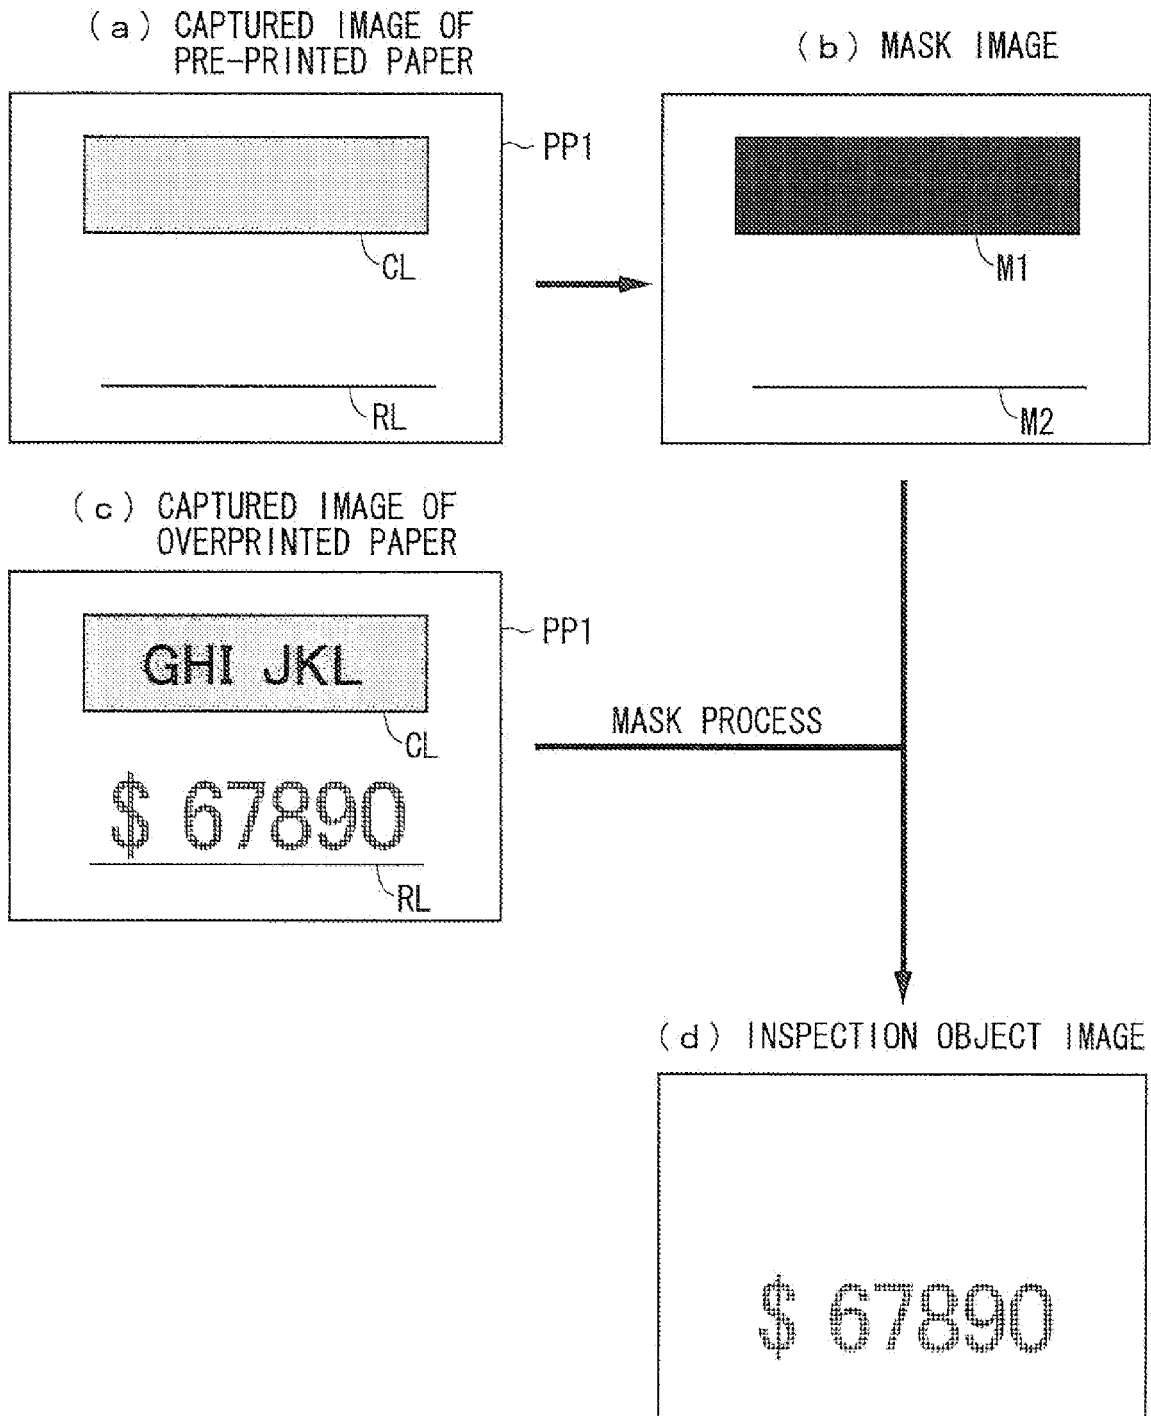 (a) CAPTURED IMAGE OF
PRE-PRINTED PAPER
PP1
CL
RL
(b) MASK IMAGE
M1
M2
(c) CAPTURED IMAGE OF
OVERPRINTED PAPER
PP1
GHI JKL
CL
$ 67890
RL
MASK PROCESS
(d) INSPECTION OBJECT IMAGE
$ 67890